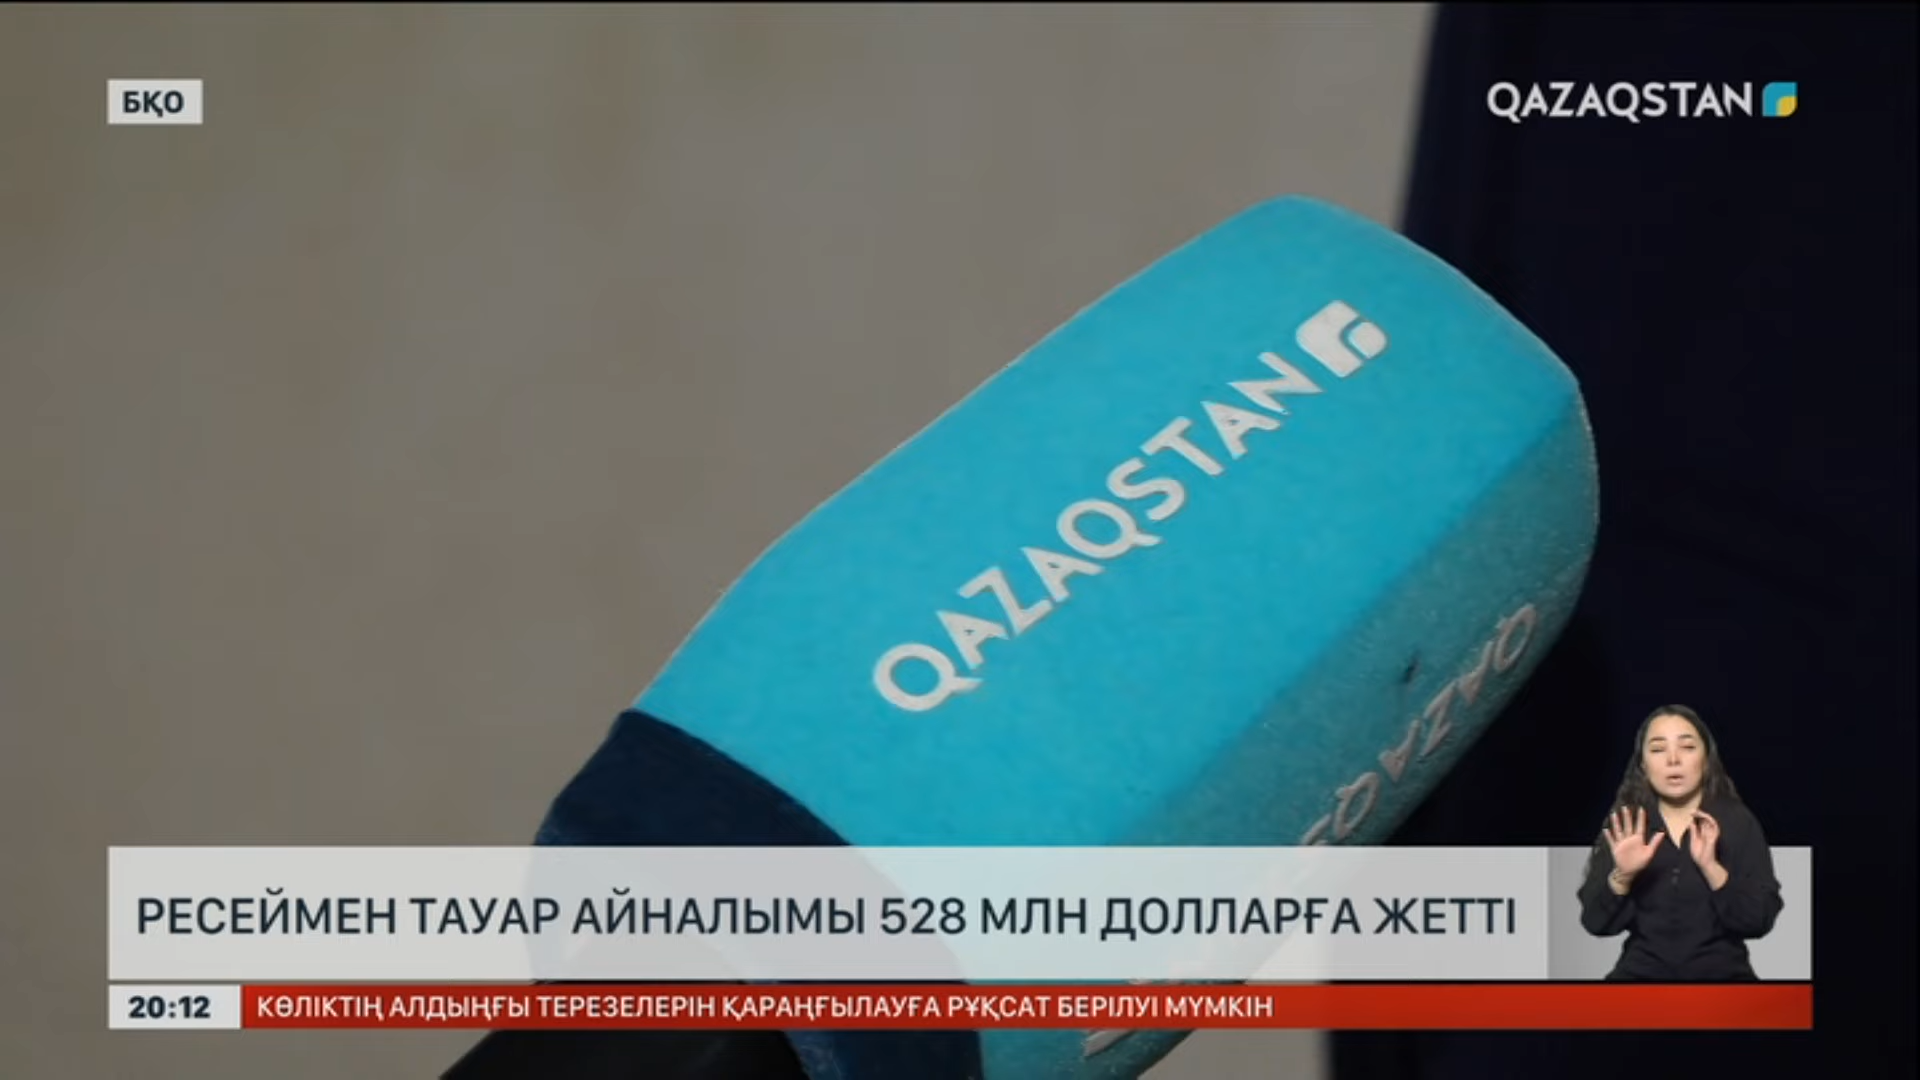 БҚО
QAZAQSTAN
QAZAQSTAN
РЕСЕЙМЕН ТАУАР АЙНАЛЫМЫ 528 МЛН ДОЛЛАРҒА ЖЕТТІ
20:12
КӨЛІКТІҢ АЛДЫҢҒЫ ТЕРЕЗЕЛЕРІН ҚАРАҢҒЫЛАУҒА РҰҚСАТ БЕРІЛУІ МҮМКІН